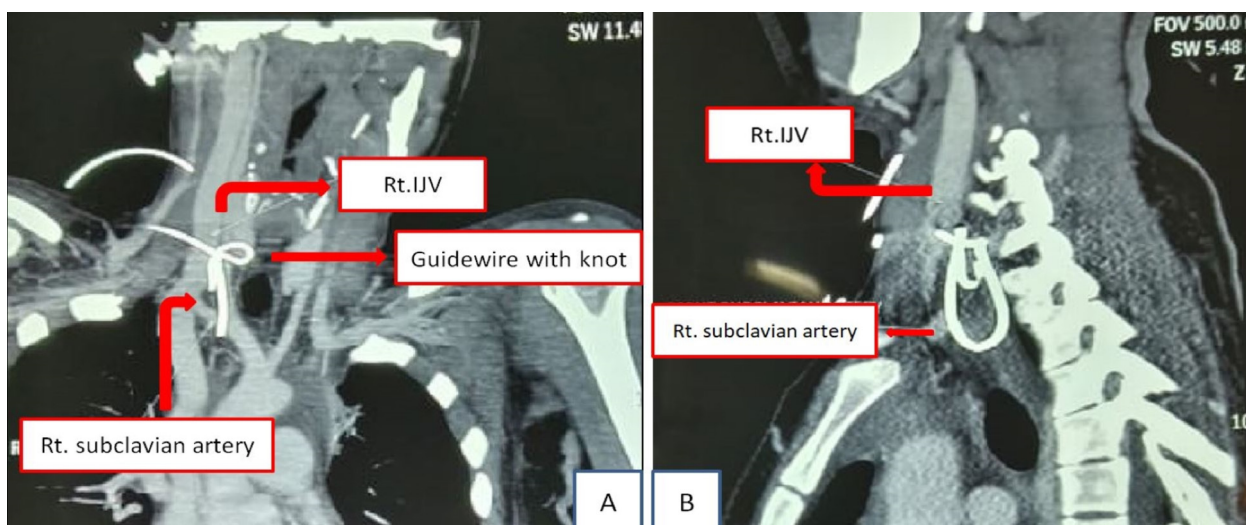 SW 11.4
Rt.IJV
Guidewire with knot
Rt. subclavian artery
A
FOV 500.0
SW 5.48
Z
Rt.IJV
Rt. subclavian artery
10
B